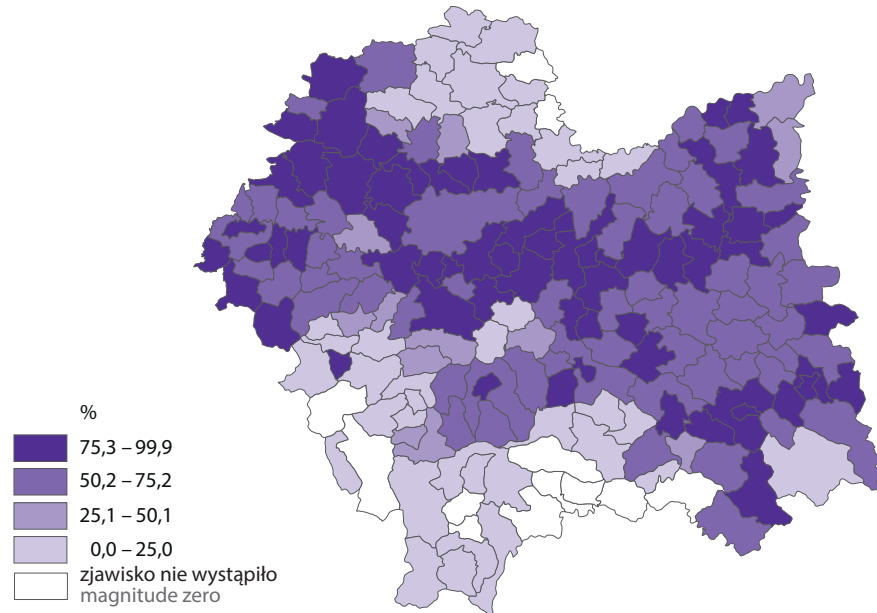 %
75,3 – 99,9
50,2 – 75,2
25,1 – 50,1
0,0 – 25,0
zjawisko nie wystąpiło
magnitude zero